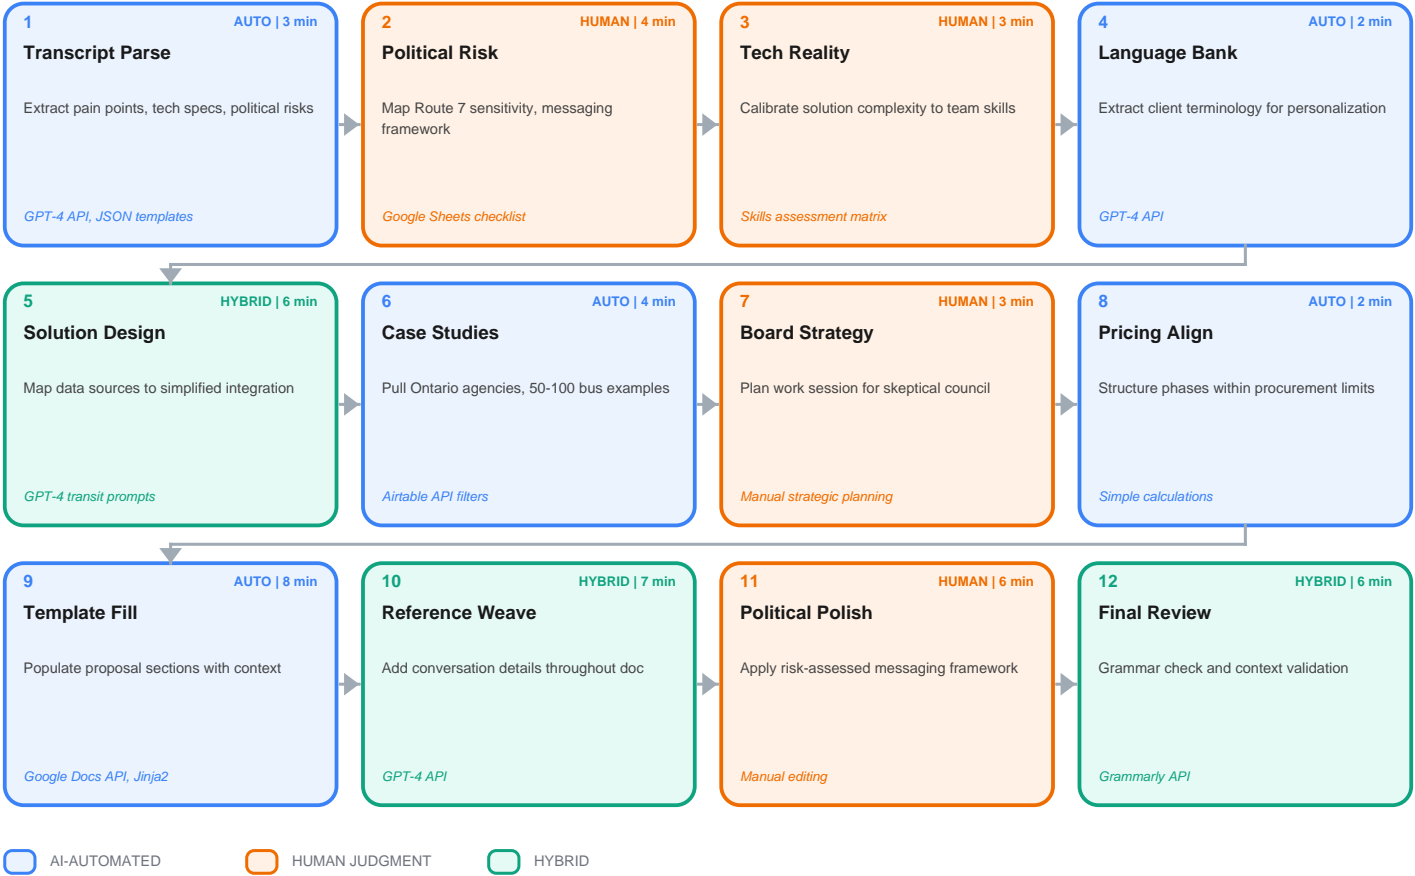 1
AUTO | 3 min
Transcript Parse
Extract pain points, tech specs, political risks
GPT-4 API, JSON templates
2
HUMAN | 4 min
Political Risk
Map Route 7 sensitivity, messaging
framework
Google Sheets checklist
3
HUMAN | 3 min
Tech Reality
Calibrate solution complexity to team skills
Skills assessment matrix
4
AUTO | 2 min
Language Bank
Extract client terminology for personalization
GPT-4 API
5
HYBRID | 6 min
Solution Design
Map data sources to simplified integration
GPT-4 transit prompts
6
AUTO | 4 min
Case Studies
Pull Ontario agencies, 50-100 bus examples
Airtable API filters
7
HUMAN | 3 min
Board Strategy
Plan work session for skeptical council
Manual strategic planning
8
AUTO | 2 min
Pricing Align
Structure phases within procurement limits
Simple calculations
9
AUTO | 8 min
Template Fill
Populate proposal sections with context
Google Docs API, Jinja2
10
HYBRID | 7 min
Reference Weave
Add conversation details throughout doc
GPT-4 API
11
HUMAN | 6 min
Political Polish
Apply risk-assessed messaging framework
Manual editing
12
HYBRID | 6 min
Final Review
Grammar check and context validation
Grammarly API
AI-AUTOMATED
HUMAN JUDGMENT
HYBRID